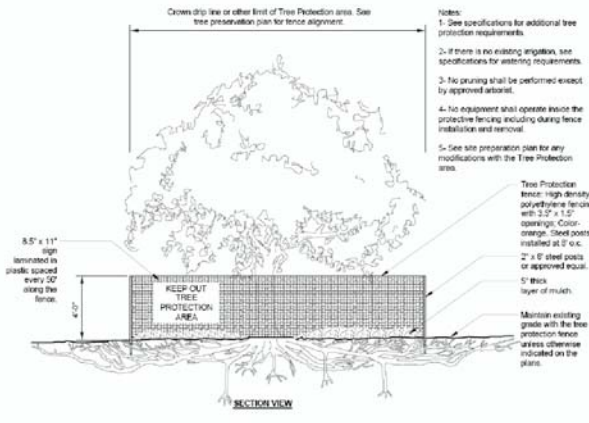 Crown drip line or other limit of Tree Protection area. See
tree preservation plan for fence alignment.
Notes:
1- See specifications for additional tree
protection requirements.
2- If there is no existing irrigation, see
specifications for watering requirements.
3- No pruning shall be performed except
by approved arborist.
4- No equipment shall operate inside the
protective fencing including during fence
installation and removal.
5- See site preparation plan for any
modifications with the Tree Protection
area.
Tree Protection
fence: High density
polyethylene fencing
with 3.5" x 1.5"
openings; Color-
orange. Steel posts
installed at 8' o.c.
2" x 6' steel posts
or approved equal.
5" thick
layer of mulch.
Maintain existing
grade with the tree
protection fence
unless otherwise
indicated on the
plans.
8.5" x 11"
sign
laminated in
plastic spaced
every 50'
along the
fence.
4'-0"
KEEP OUT
TREE
PROTECTION
AREA
SECTION VIEW